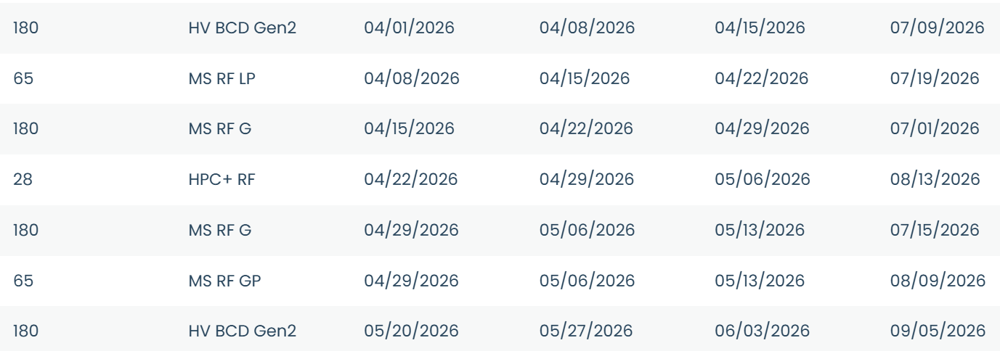 180 HV BCD Gen2 04/01/2026 04/08/2026 04/15/2026 07/09/2026
65 MS RF LP 04/08/2026 04/15/2026 04/22/2026 07/19/2026
180 MS RF G 04/15/2026 04/22/2026 04/29/2026 07/01/2026
28 HPC+ RF 04/22/2026 04/29/2026 05/06/2026 08/13/2026
180 MS RF G 04/29/2026 05/06/2026 05/13/2026 07/15/2026
65 MS RF GP 04/29/2026 05/06/2026 05/13/2026 08/09/2026
180 HV BCD Gen2 05/20/2026 05/27/2026 06/03/2026 09/05/2026